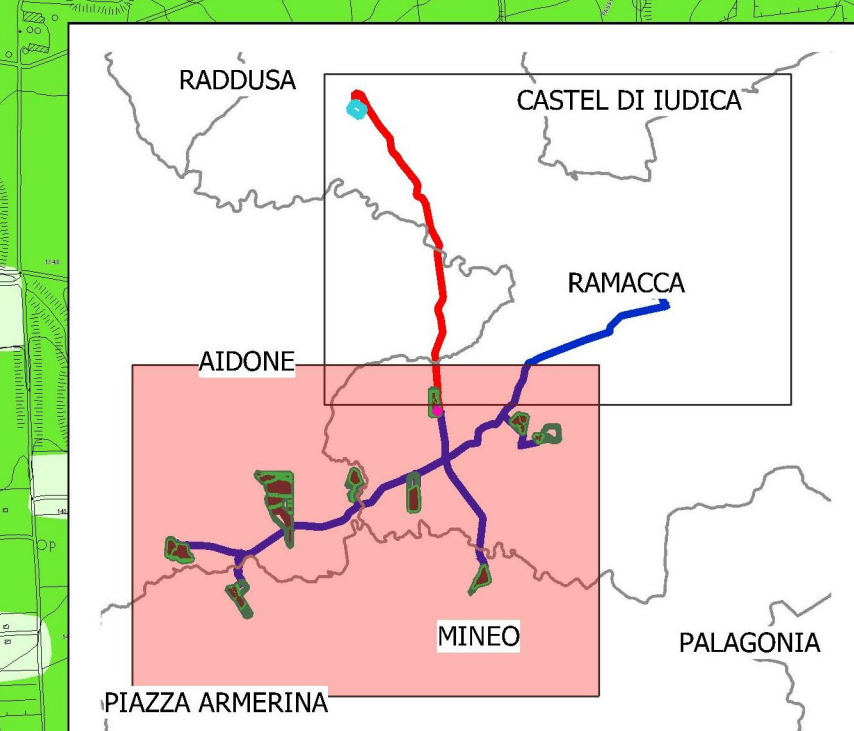 RADDUSA
CASTEL DI IUDICA
RAMACCA
AIDONE
MINEO
PALAGONIA
PIAZZA ARMERINA